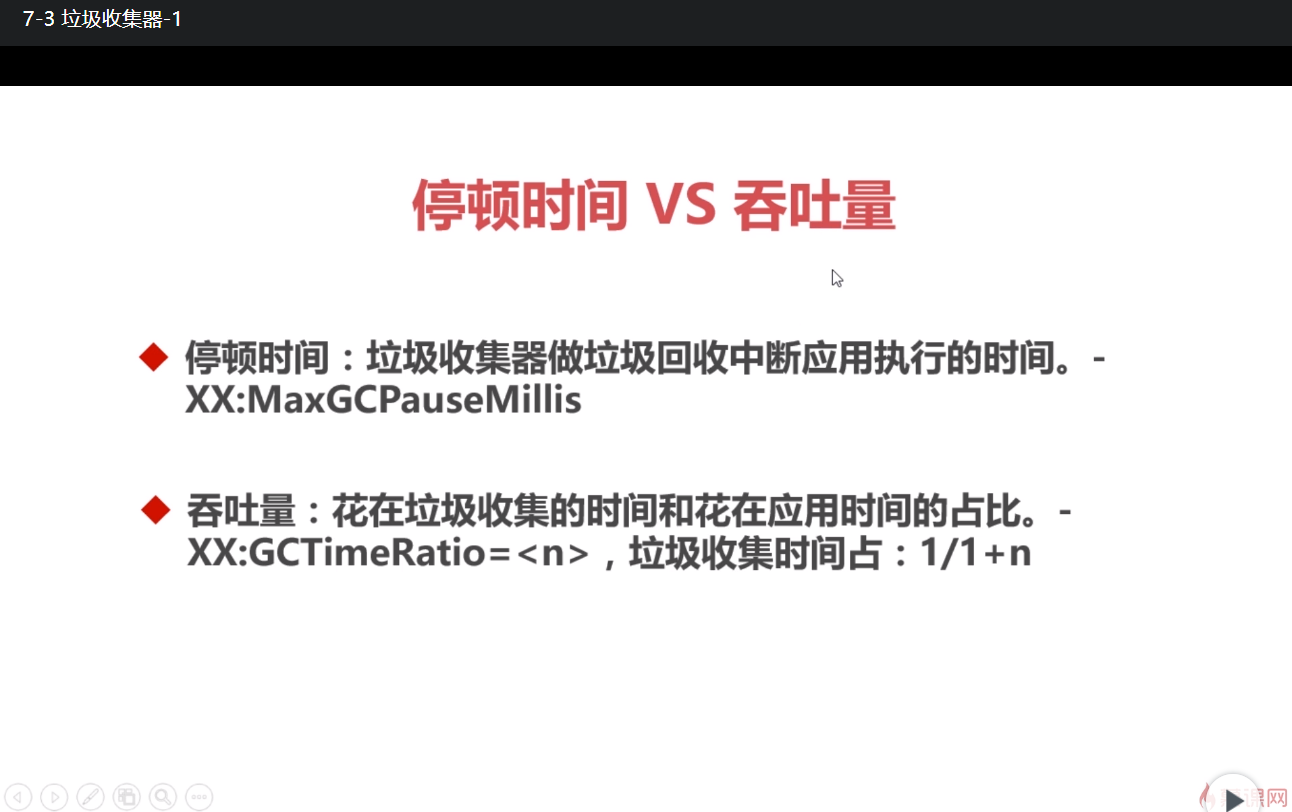 7-3 垃圾收集器-1
停顿时间 VS 吞吐量
停顿时间：垃圾收集器做垃圾回收中断应用执行的时间。-
XX:MaxGCPauseMillis
吞吐量：花在垃圾收集的时间和花在应用时间的占比。-
XX:GCTimeRatio=<n>，垃圾收集时间占：1/1+n
课网